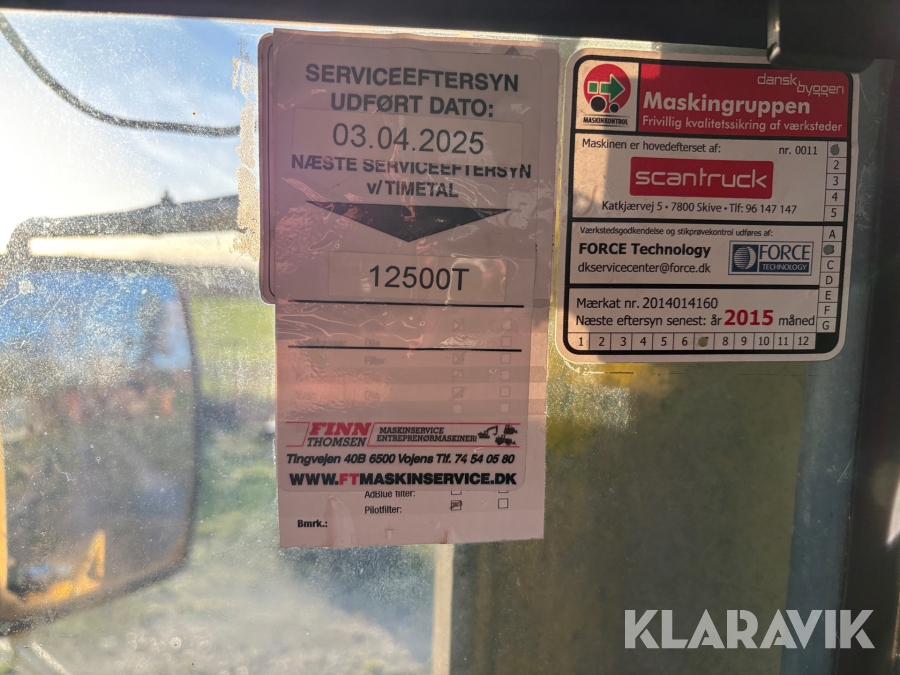 SERVICEEFTERSYN
UDFØRT DATO:
03.04.2025
NÆSTE SERVICEEFTERSYN
v/TIMETAL
12500T
Filter
FINN
THOMSEN
MASKINSERVICE
ENTREPRENØRMASKINER
Tingvejen 40B 6500 Vojens Tlf. 74 54 05 80
WWW.FTMASKINSERVICE.DK
AdBlue filter:
Pilotfilter:
Bmrk.:
MASKINKONTROL
dansk byggeri
Maskingruppen
Frivillig kvalitetssikring af værksteder
Maskinen er hovedefterset af:
nr. 0011
scantruck
Katkjærvej 5 • 7800 Skive • Tlf: 96 147 147
2
3
4
5
Værkstedsgodkendelse og stikprøvekontrol udføres af:
FORCE Technology
dkservicecenter@force.dk
FORCE
TECHNOLOGY
A
C
D
E
F
G
Mærkat nr. 2014014160
Næste eftersyn senest: år 2015 måned
1 2 3 4 5 6 8 9 10 11 12
KLARAVIK